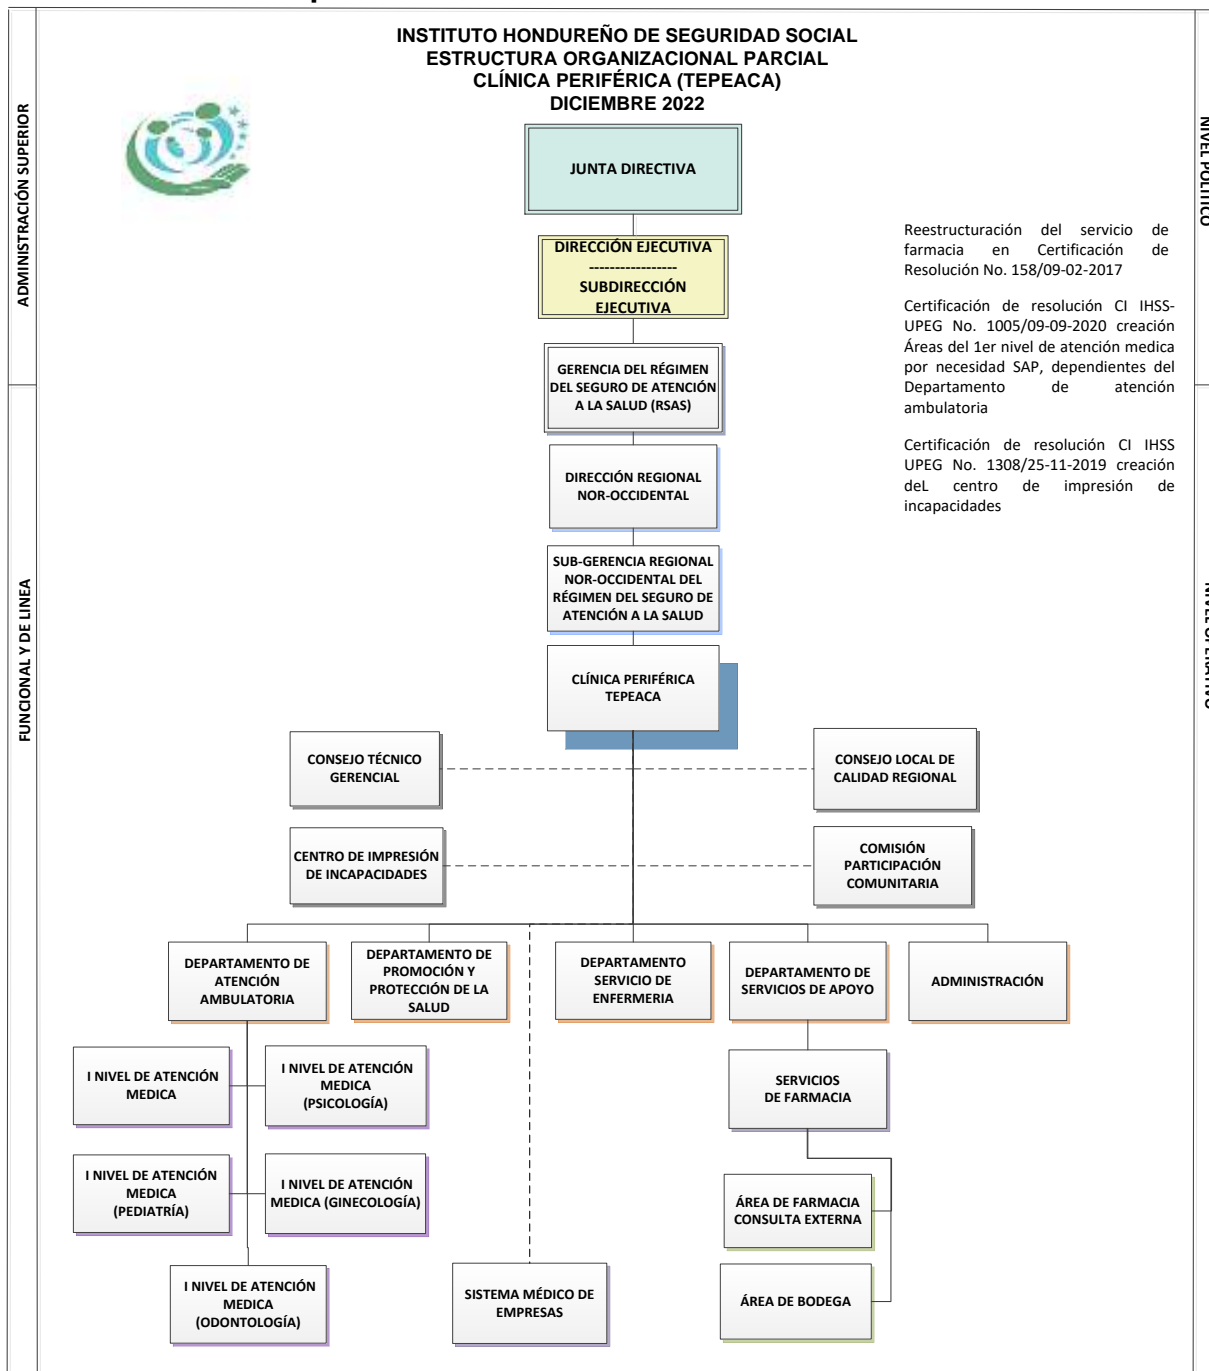 INSTITUTO HONDUREÑO DE SEGURIDAD SOCIAL
ESTRUCTURA ORGANIZACIONAL PARCIAL
CLÍNICA PERIFÉRICA (TEPEACA)
DICIEMBRE 2022
ADMINISTRACIÓN SUPERIOR
FUNCIONAL Y DE LINEA
NIVEL POLÍTICO
JUNTA DIRECTIVA
DIRECCIÓN EJECUTIVA
-----------------
SUBDIRECCIÓN
EJECUTIVA
Reestructuración del servicio de
farmacia en Certificación de
Resolución No. 158/09-02-2017
Certificación de resolución CI IHSS-
UPEG No. 1005/09-09-2020 creación
Áreas del 1er nivel de atención medica
por necesidad SAP, dependientes del
Departamento de atención
ambulatoria
Certificación de resolución CI IHSS
UPEG No. 1308/25-11-2019 creación
deL centro de impresión de
incapacidades
GERENCIA DEL RÉGIMEN
DEL SEGURO DE ATENCIÓN
A LA SALUD (RSAS)
DIRECCIÓN REGIONAL
NOR-OCCIDENTAL
SUB-GERENCIA REGIONAL
NOR-OCCIDENTAL DEL
RÉGIMEN DEL SEGURO DE
ATENCIÓN A LA SALUD
CLÍNICA PERIFÉRICA
TEPEACA
CONSEJO TÉCNICO
GERENCIAL
CONSEJO LOCAL DE
CALIDAD REGIONAL
CENTRO DE IMPRESIÓN
DE INCAPACIDADES
COMISIÓN
PARTICIPACIÓN
COMUNITARIA
DEPARTAMENTO DE
ATENCIÓN
AMBULATORIA
DEPARTAMENTO DE
PROMOCIÓN Y
PROTECCIÓN DE LA
SALUD
DEPARTAMENTO
SERVICIO DE
ENFERMERIA
DEPARTAMENTO DE
SERVICIOS DE APOYO
ADMINISTRACIÓN
I NIVEL DE ATENCIÓN
MEDICA
I NIVEL DE ATENCIÓN
MEDICA
(PSICOLOGÍA)
SERVICIOS
DE FARMACIA
I NIVEL DE ATENCIÓN
MEDICA
(PEDIATRÍA)
I NIVEL DE ATENCIÓN
MEDICA (GINECOLOGÍA)
ÁREA DE FARMACIA
CONSULTA EXTERNA
I NIVEL DE ATENCIÓN
MEDICA
(ODONTOLOGÍA)
SISTEMA MÉDICO DE
EMPRESAS
ÁREA DE BODEGA